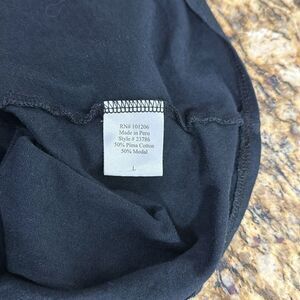 RN# 101206
Made in Peru
Style # 23786
50% Pima Cotton
50% Modal
L